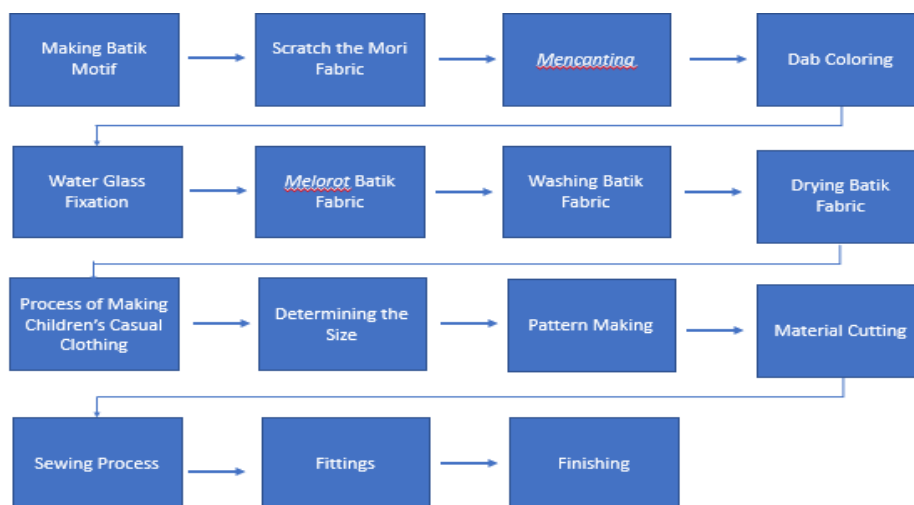 Making Batik
Motif
Scratch the Mori
Fabric
Mencantina
Dab Coloring
Water Glass
Fixation
Melorot Batik
Fabric
Washing Batik
Fabric
Drying Batik
Fabric
Process of Making
Children's Casual
Clothing
Determining the
Size
Pattern Making
Material Cutting
Sewing Process
Fittings
Finishing